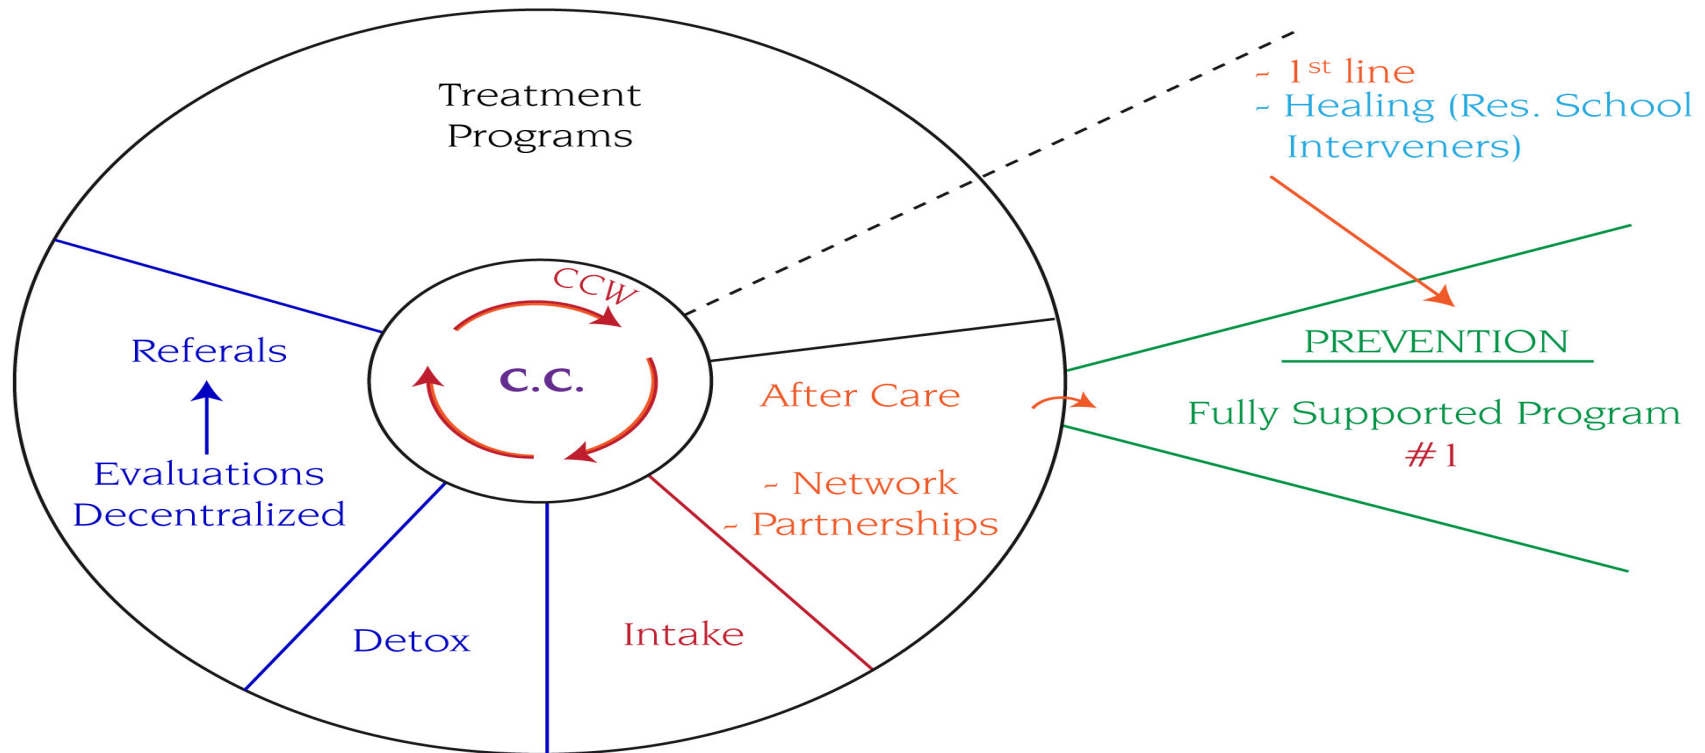 Treatment
Programs
- 1st line
- Healing (Res. School
Interveners)
CCW
C.C.
Referals
Evaluations
Decentralized
Detox
Intake
After Care
- Network
- Partnerships
PREVENTION
Fully Supported Program
#1